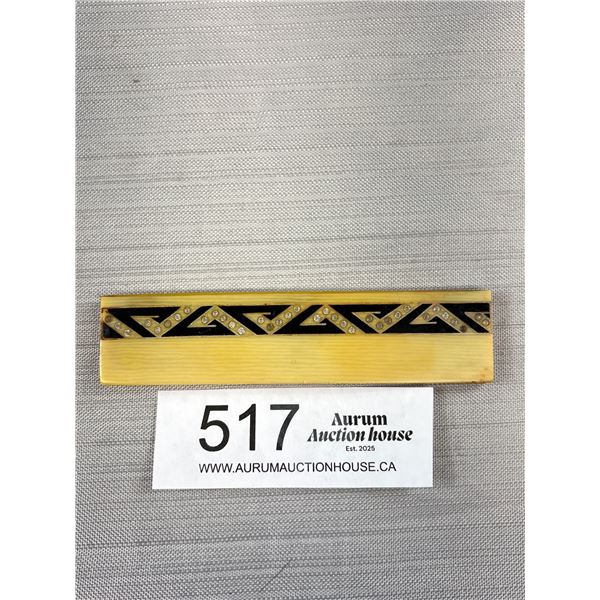 517
Aurum
Auction house
Est. 2025
WWW.AURUMAUCTIONHOUSE.CA